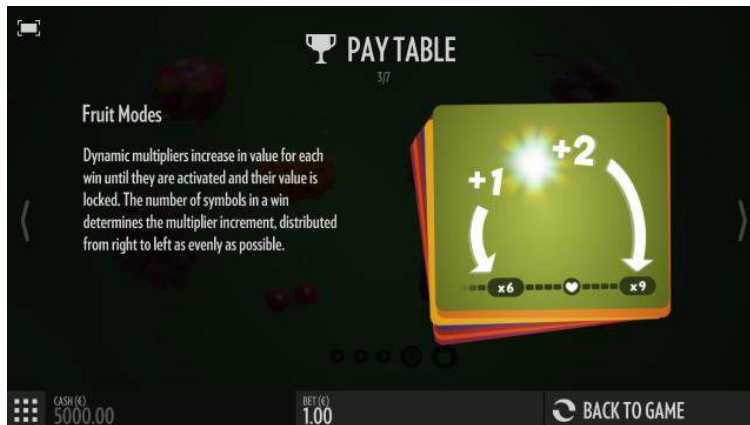 PAY TABLE
3/7
Fruit Modes
Dynamic multipliers increase in value for each
win until they are activated and their value is
locked. The number of symbols in a win
determines the multiplier increment, distributed
from right to left as evenly as possible.
+1
+2
x6
x9
CASH (€)
5000.00
BET (€)
1.00
BACK TO GAME